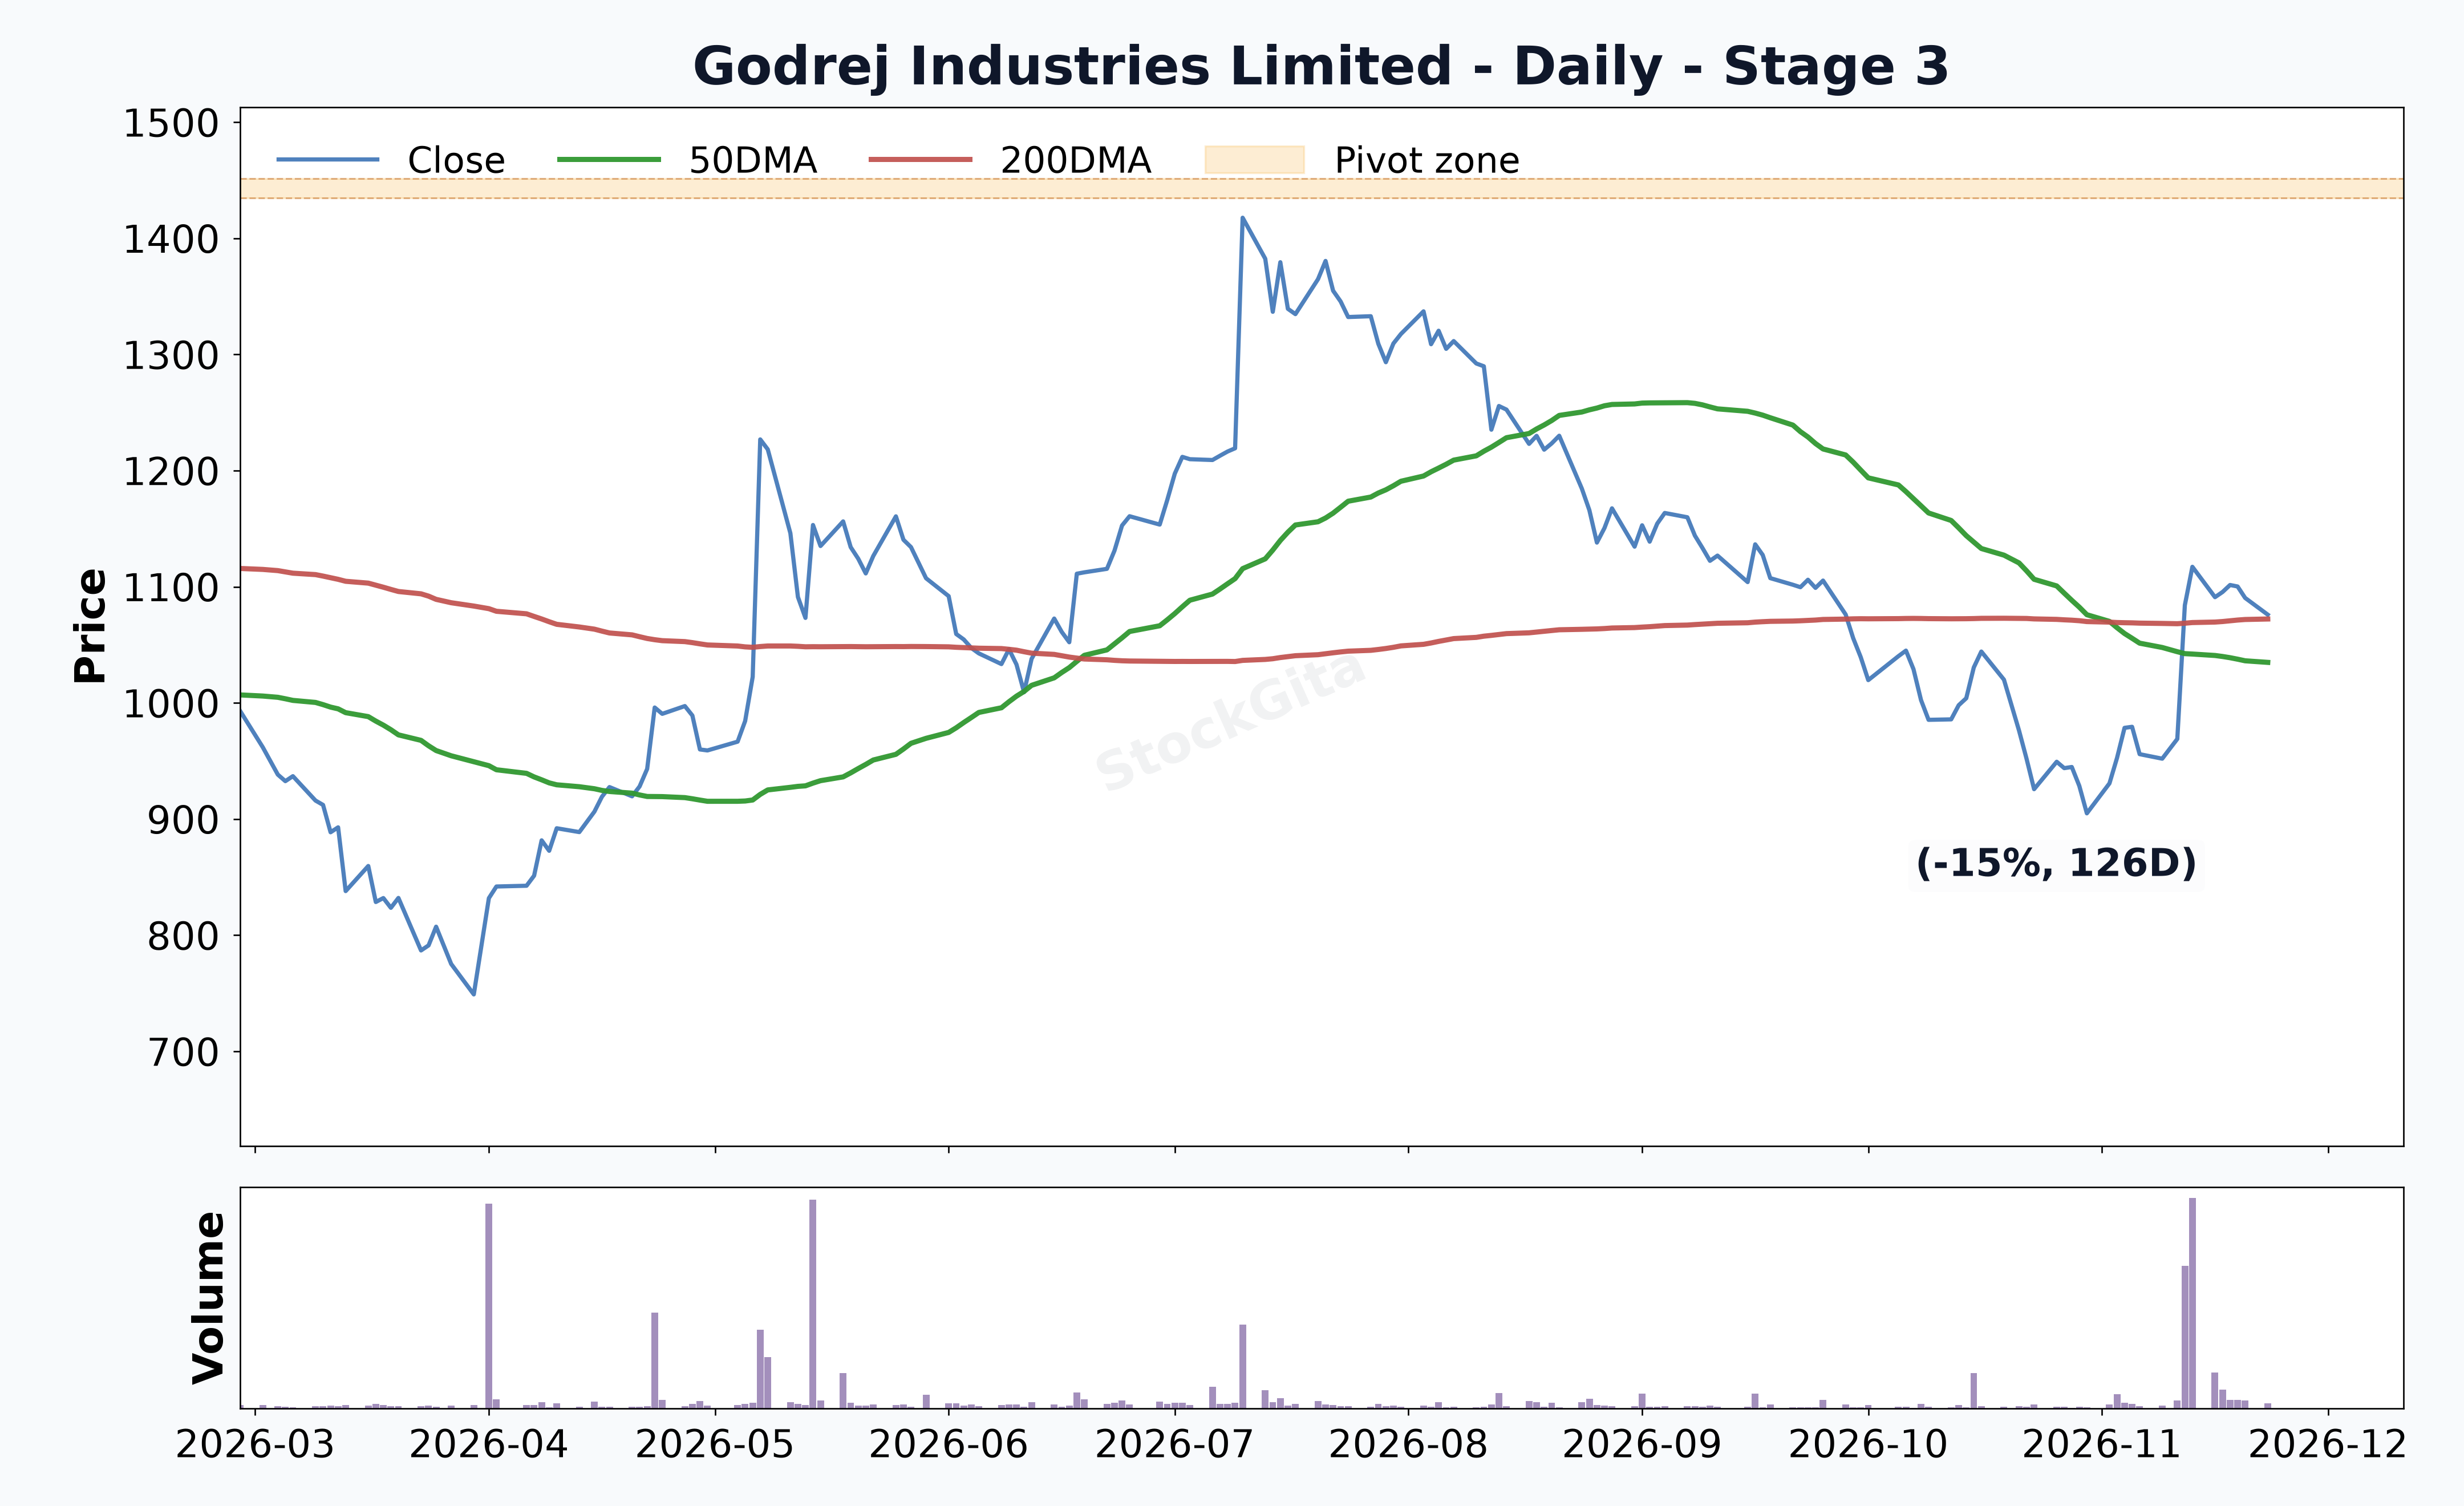 Godrej Industries Limited - Daily - Stage 3
Close 50DMA 200DMA Pivot zone
1500
1400
1300
1200
1100
1000
900
800
700
Price
StockGita
(-15%, 126D)
Volume
2026-03 2026-04 2026-05 2026-06 2026-07 2026-08 2026-09 2026-10 2026-11 2026-12